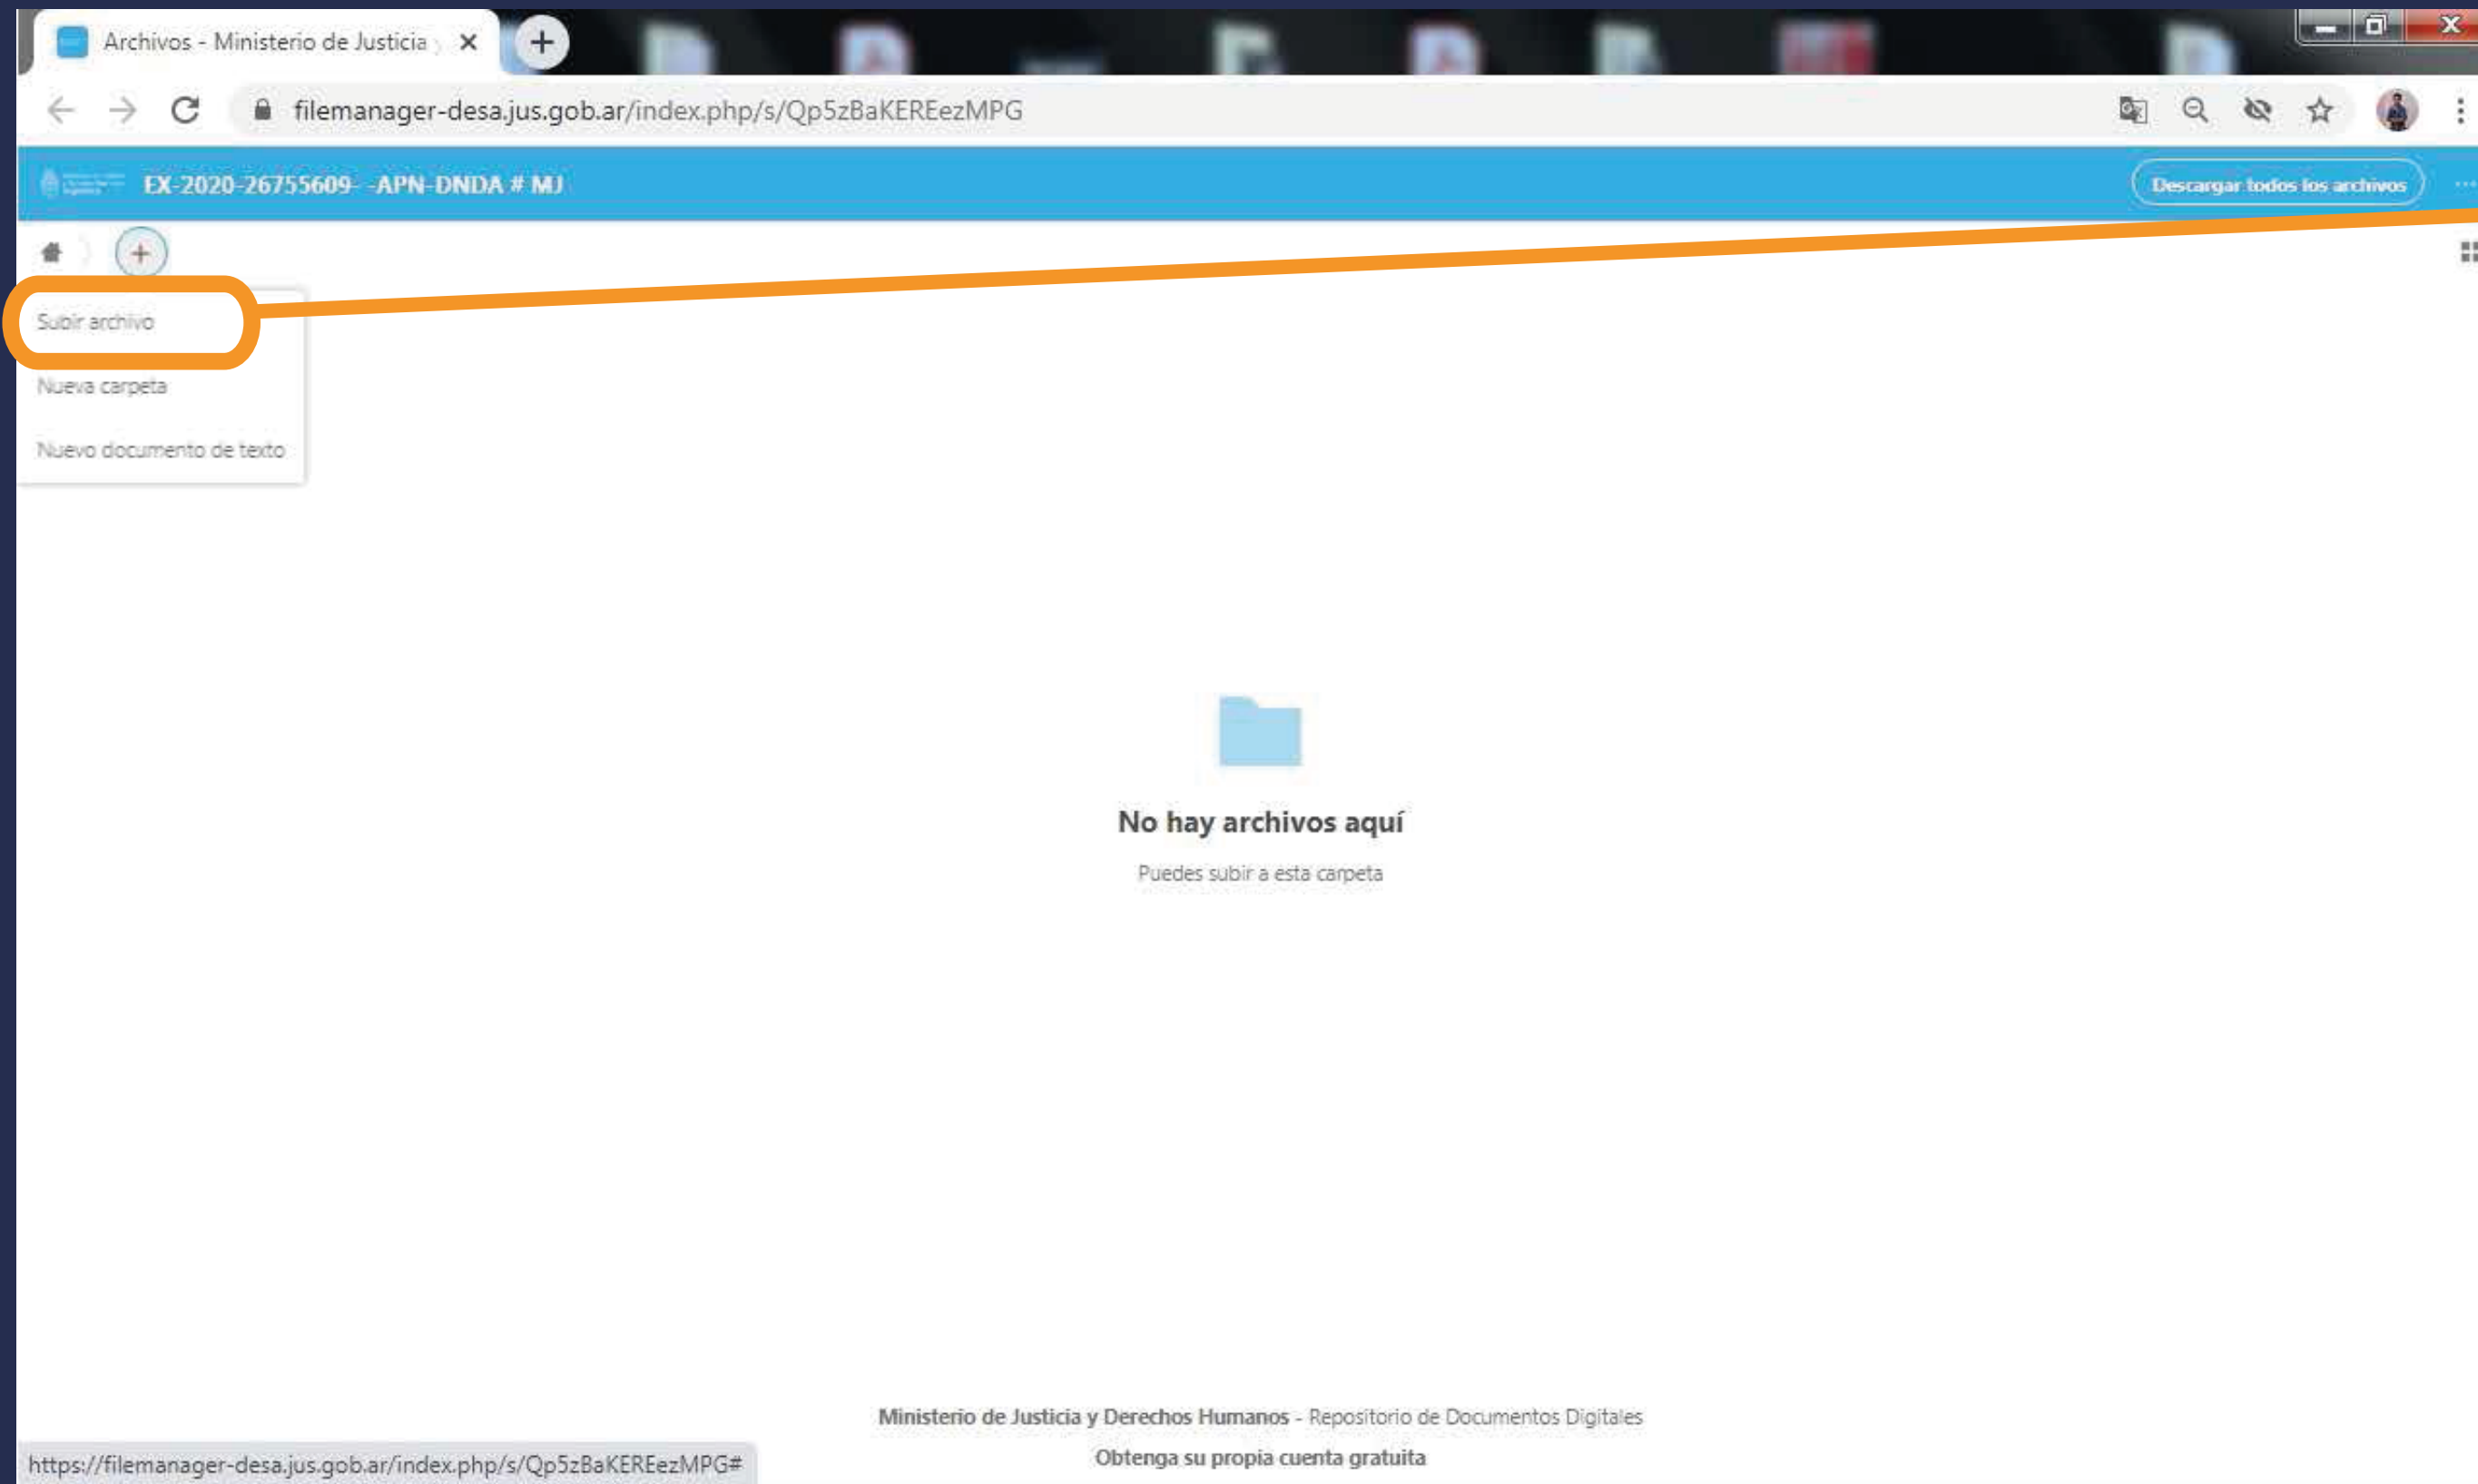 Archivos - Ministerio de Justicia y
filemanager-desa.jus.gob.ar/index.php/s/Qp5zBaKEREezMPG
EX-2020-26755609- -APN-DNDA # MJ
Descargar todos los archivos
Subir archivo
Nueva carpeta
Nuevo documento de texto
No hay archivos aquí
Puedes subir a esta carpeta
Ministerio de Justicia y Derechos Humanos - Repositorio de Documentos Digitales
Obtenga su propia cuenta gratuita
https://filemanager-desa.jus.gob.ar/index.php/s/Qp5zBaKEREezMPG#